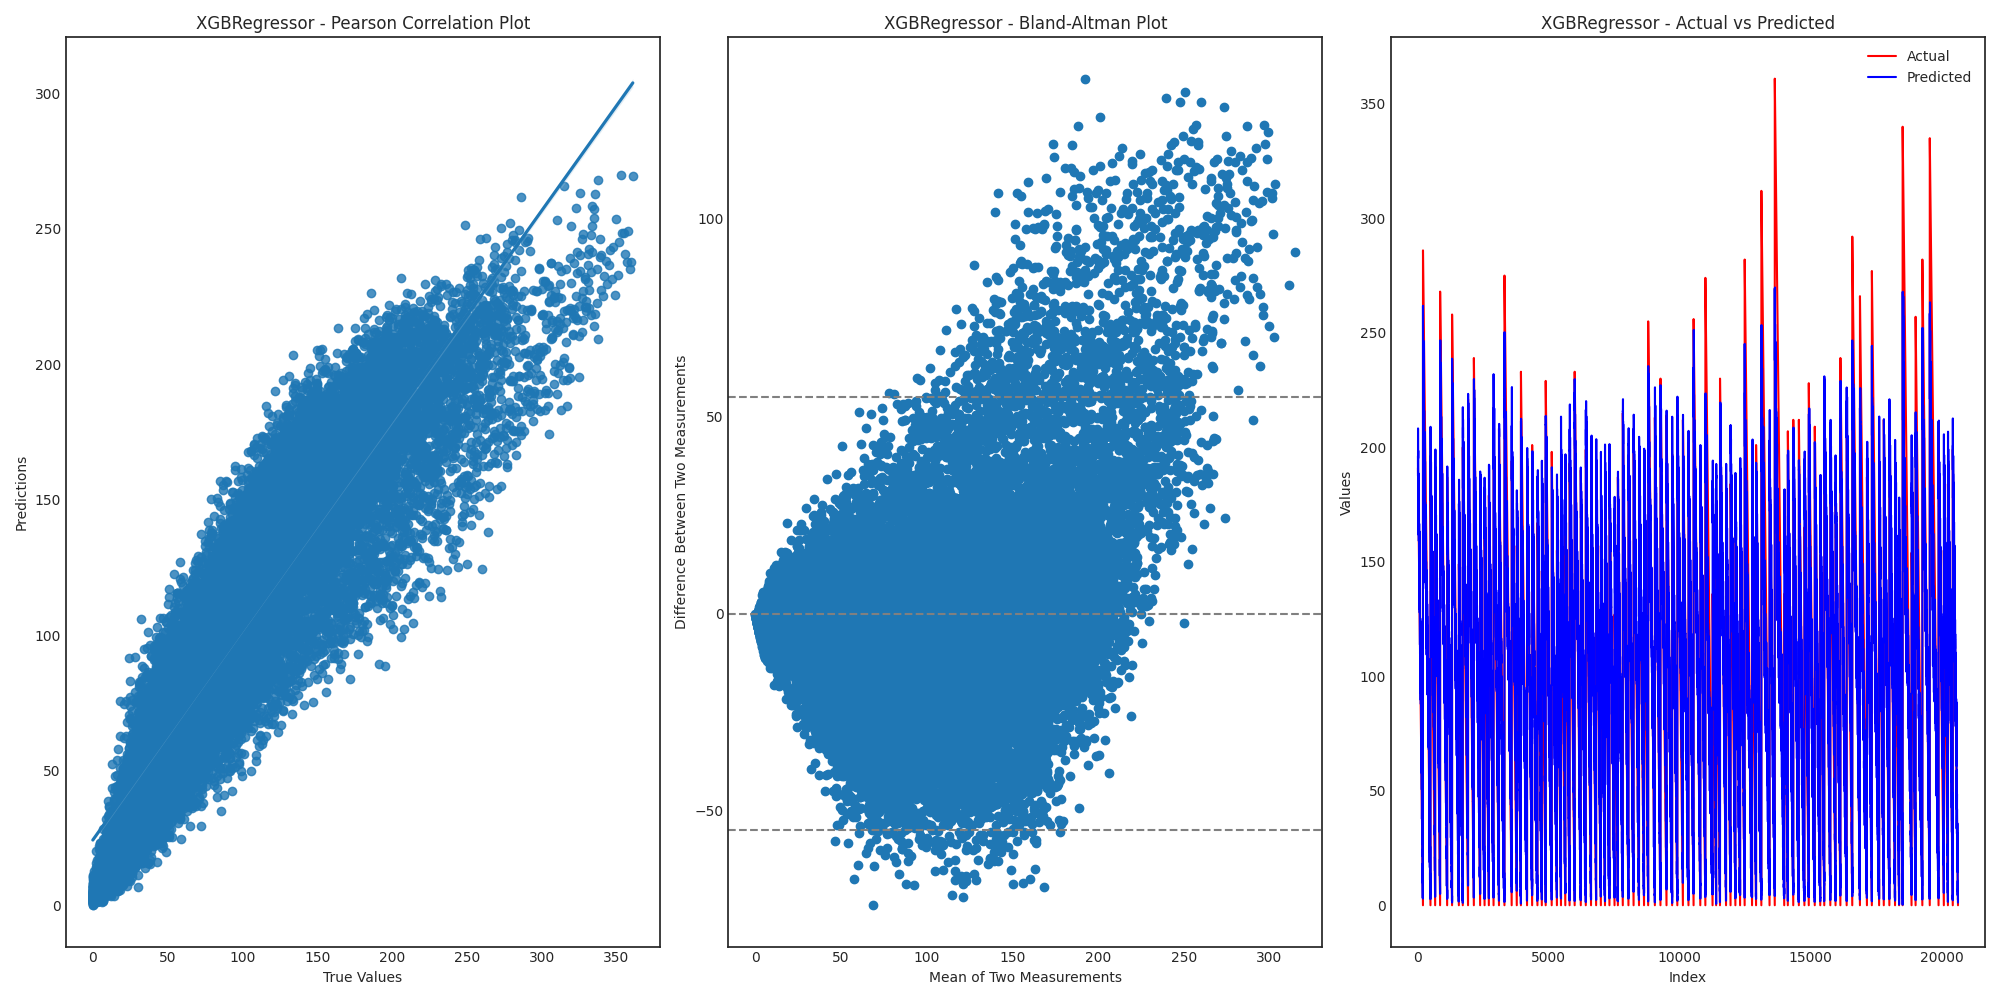 XGBRegressor - Pearson Correlation Plot
300
250
200
150
100
50
0
Predictions
0 50 100 150 200 250 300 350
True Values
XGBRegressor - Bland-Altman Plot
100
50
0
−50
Difference Between Two Measurements
0 50 100 150 200 250 300
Mean of Two Measurements
XGBRegressor - Actual vs Predicted
Actual
Predicted
350
300
250
200
150
100
50
0
Values
0 5000 10000 15000 20000
Index